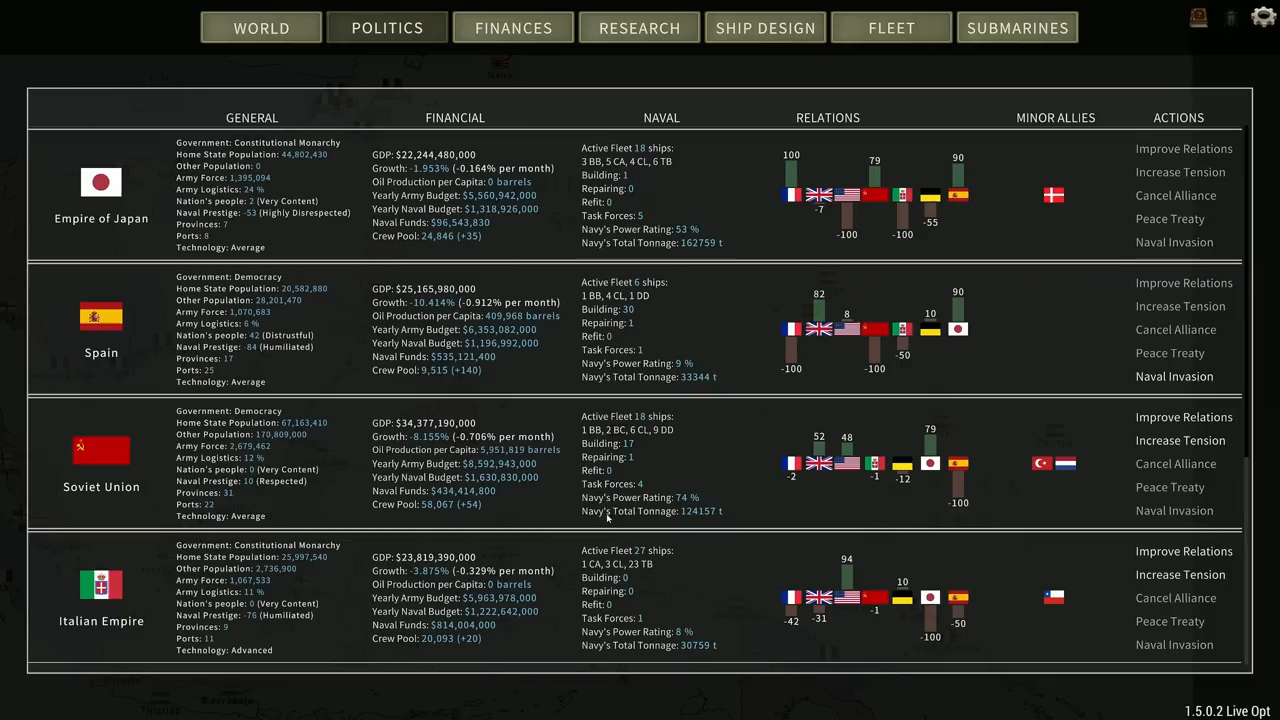 WORLD POLITICS FINANCES RESEARCH SHIP DESIGN FLEET SUBMARINES
GENERAL FINANCIAL NAVAL RELATIONS MINOR ALLIES ACTIONS
Empire of Japan
Government: Constitutional Monarchy
Home State Population: 44,802,430
Other Population: 0
Army Force: 1,395,094
Army Logistics: 24 %
Nation's people: 2 (Very Content)
Naval Prestige: -53 (Highly Disrespected)
Provinces: 7
Ports: 8
Technology: Average
GDP: $22,244,480,000
Growth: -1.953% (-0.164% per month)
Oil Production per Capita: 0 barrels
Yearly Army Budget: $5,560,942,000
Yearly Naval Budget: $1,318,926,000
Naval Funds: $96,543,830
Crew Pool: 24,846 (+35)
Active Fleet 18 ships:
3 BB, 5 CA, 4 CL, 6 TB
Building: 1
Repairing: 0
Refit: 0
Task Forces: 5
Navy's Power Rating: 53 %
Navy's Total Tonnage: 162759 t
100 79 90
-7 -100 -100 -55
Improve Relations
Increase Tension
Cancel Alliance
Peace Treaty
Naval Invasion
Spain
Government: Democracy
Home State Population: 20,582,880
Other Population: 28,201,470
Army Force: 1,070,683
Army Logistics: 6 %
Nation's people: 42 (Distrustful)
Naval Prestige: -84 (Humiliated)
Provinces: 17
Ports: 25
Technology: Average
GDP: $25,165,980,000
Growth: -10.414% (-0.912% per month)
Oil Production per Capita: 409,968 barrels
Yearly Army Budget: $6,353,082,000
Yearly Naval Budget: $1,196,992,000
Naval Funds: $535,121,400
Crew Pool: 9,515 (+140)
Active Fleet 6 ships:
1 BB, 4 CL, 1 DD
Building: 30
Repairing: 1
Refit: 0
Task Forces: 1
Navy's Power Rating: 9 %
Navy's Total Tonnage: 33344 t
82 8 10 90
-100 -100 -50
Improve Relations
Increase Tension
Cancel Alliance
Peace Treaty
Naval Invasion
Soviet Union
Government: Democracy
Home State Population: 67,163,410
Other Population: 170,809,000
Army Force: 2,679,462
Army Logistics: 12 %
Nation's people: 0 (Very Content)
Naval Prestige: 10 (Respected)
Provinces: 31
Ports: 22
Technology: Average
GDP: $34,377,190,000
Growth: -8.155% (-0.706% per month)
Oil Production per Capita: 5,951,819 barrels
Yearly Army Budget: $8,592,943,000
Yearly Naval Budget: $1,630,830,000
Naval Funds: $434,414,800
Crew Pool: 58,067 (+54)
Active Fleet 18 ships:
1 BB, 2 BC, 6 CL, 9 DD
Building: 17
Repairing: 1
Refit: 0
Task Forces: 4
Navy's Power Rating: 74 %
Navy's Total Tonnage: 124157 t
52 48 79
-2 -1 -12 -100
Improve Relations
Increase Tension
Cancel Alliance
Peace Treaty
Naval Invasion
Italian Empire
Government: Constitutional Monarchy
Home State Population: 25,997,540
Other Population: 2,736,900
Army Force: 1,067,533
Army Logistics: 11 %
Nation's people: 0 (Very Content)
Naval Prestige: -76 (Humiliated)
Provinces: 9
Ports: 11
Technology: Advanced
GDP: $23,819,390,000
Growth: -3.875% (-0.329% per month)
Oil Production per Capita: 0 barrels
Yearly Army Budget: $5,963,978,000
Yearly Naval Budget: $1,222,642,000
Naval Funds: $814,004,000
Crew Pool: 20,093 (+20)
Active Fleet 27 ships:
1 CA, 3 CL, 23 TB
Building: 0
Repairing: 0
Refit: 0
Task Forces: 1
Navy's Power Rating: 8 %
Navy's Total Tonnage: 30759 t
94 10
-42 -31 -1 -100 -50
Improve Relations
Increase Tension
Cancel Alliance
Peace Treaty
Naval Invasion
1.5.0.2 Live Opt